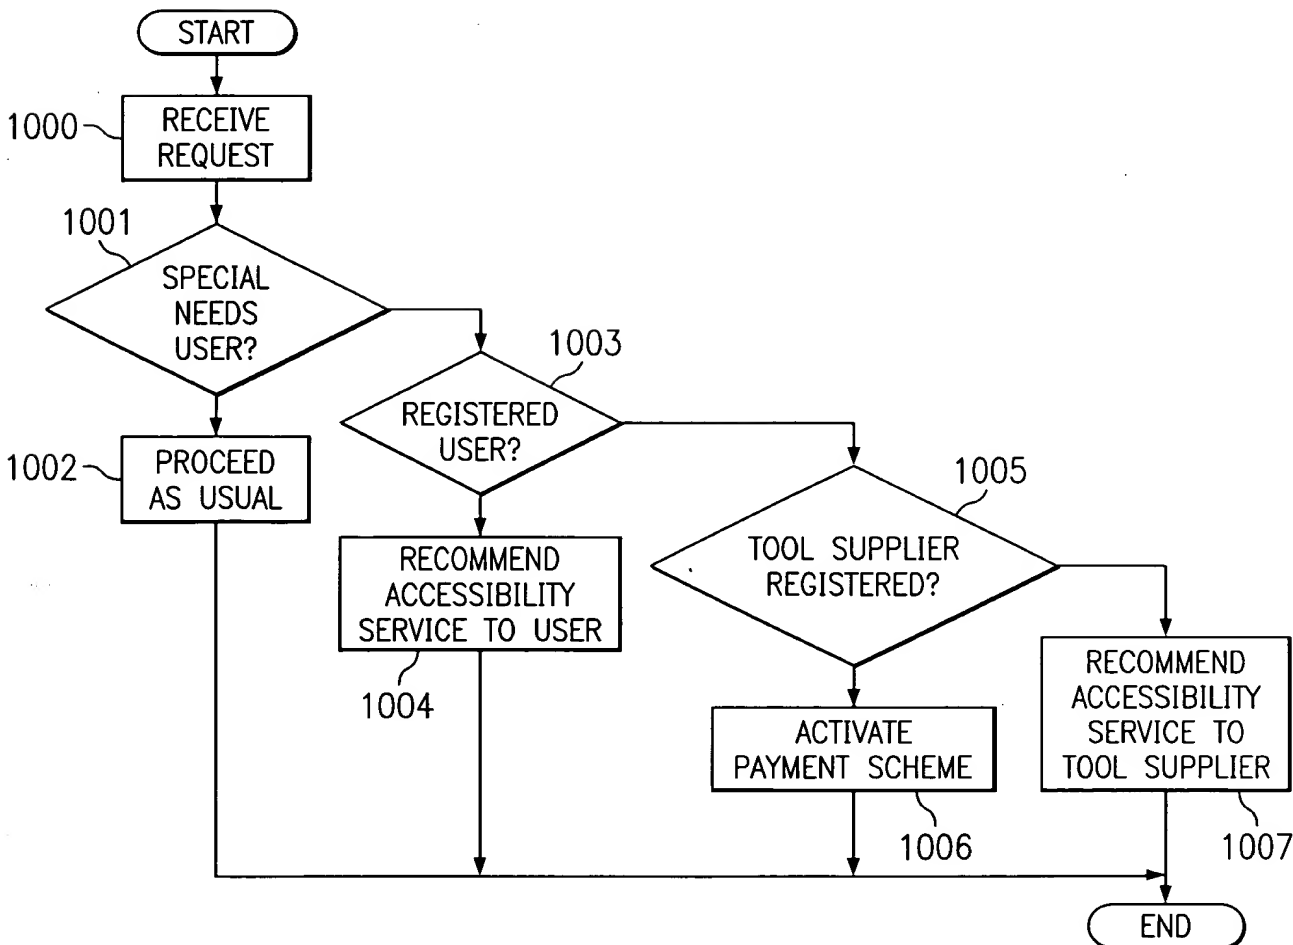 START
1000
RECEIVE
REQUEST
1001
SPECIAL
NEEDS
USER?
1002
PROCEED
AS USUAL
1003
REGISTERED
USER?
RECOMMEND
ACCESSIBILITY
SERVICE TO USER
1004
1005
TOOL SUPPLIER
REGISTERED?
ACTIVATE
PAYMENT SCHEME
1006
RECOMMEND
ACCESSIBILITY
SERVICE TO
TOOL SUPPLIER
1007
END